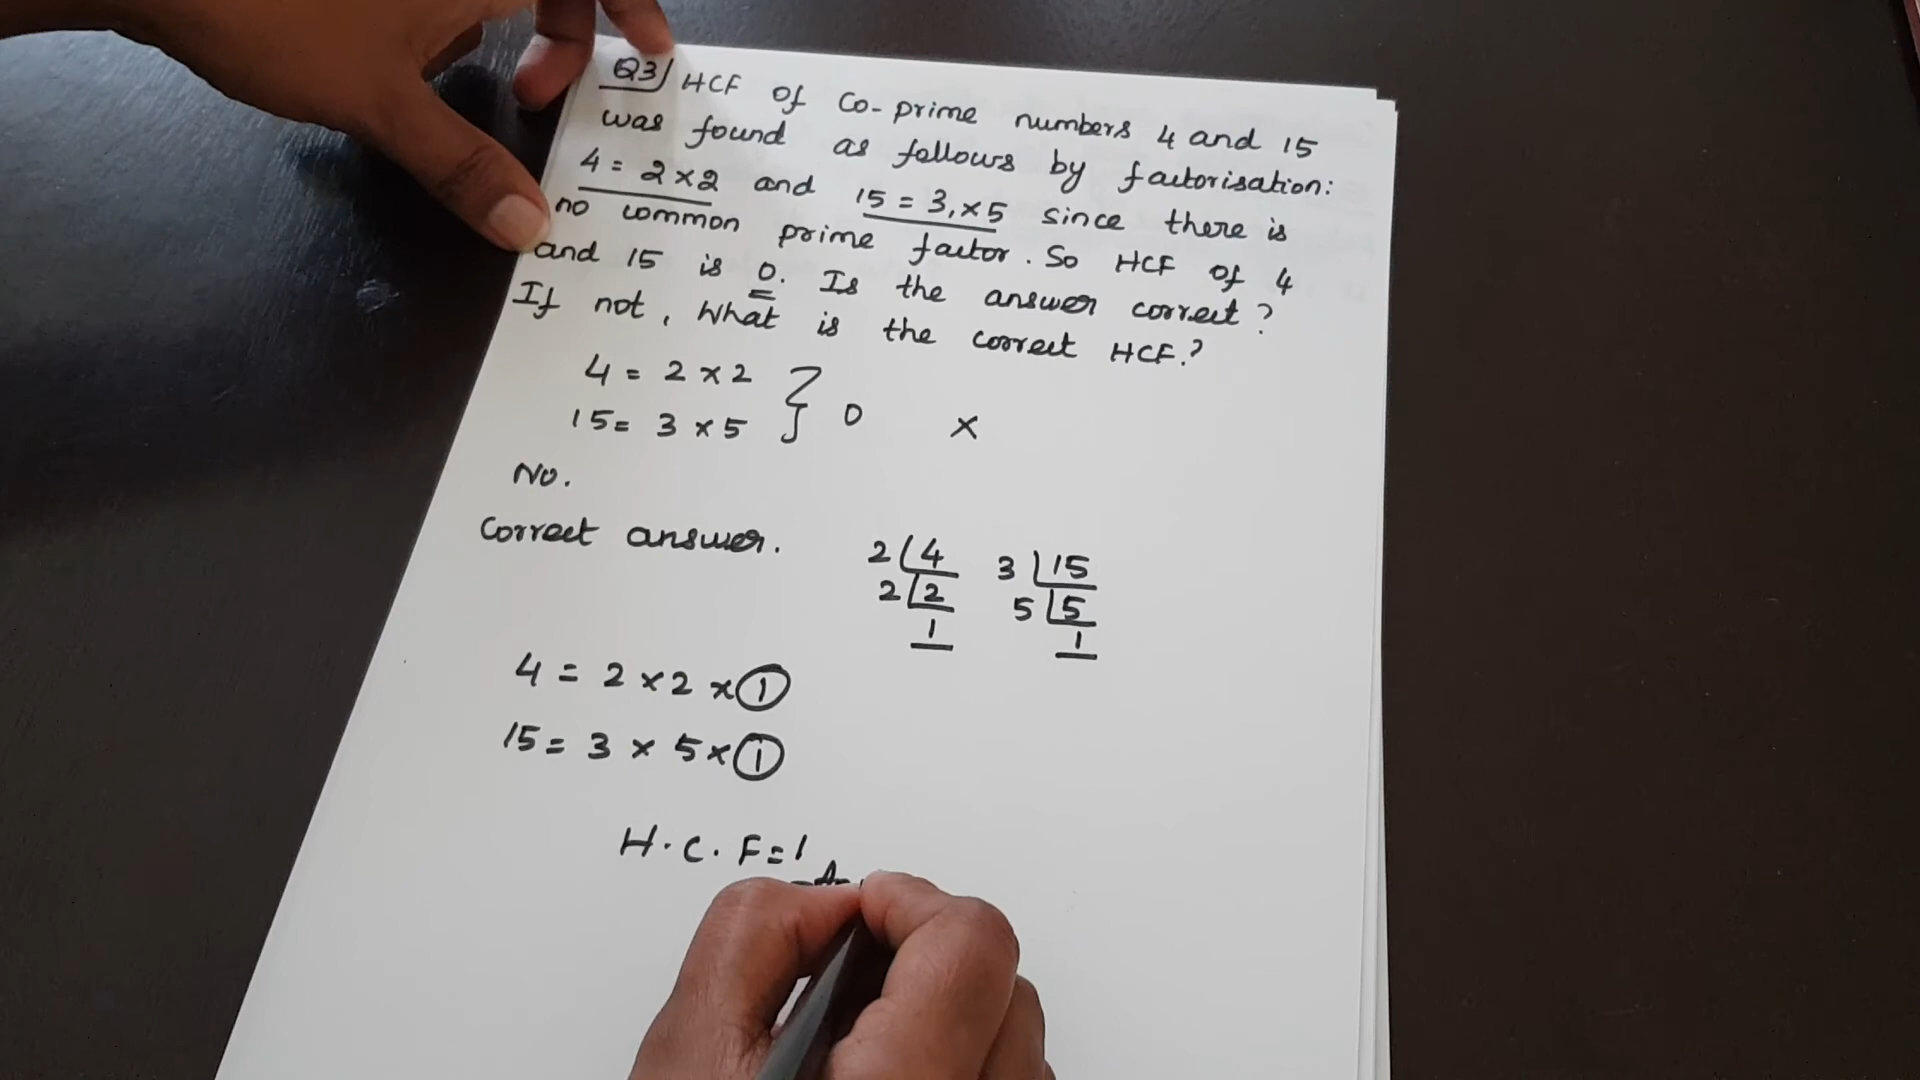 Q3/ HCF of Co-prime numbers 4 and 15
was found as follows by factorisation:
4 = 2 x 2 and 15 = 3, x 5 since there is
no common prime factor. So HCF of 4
and 15 is 0. Is the answer correct?
If not, What is the correct HCF?
4 = 2 x 2
15 = 3 x 5 } 0 x
No.
Correct answer.
2 4 3 15
2 2 5 5
1 1
4 = 2 x 2 x 1
15 = 3 x 5 x 1
H.C.F = 1